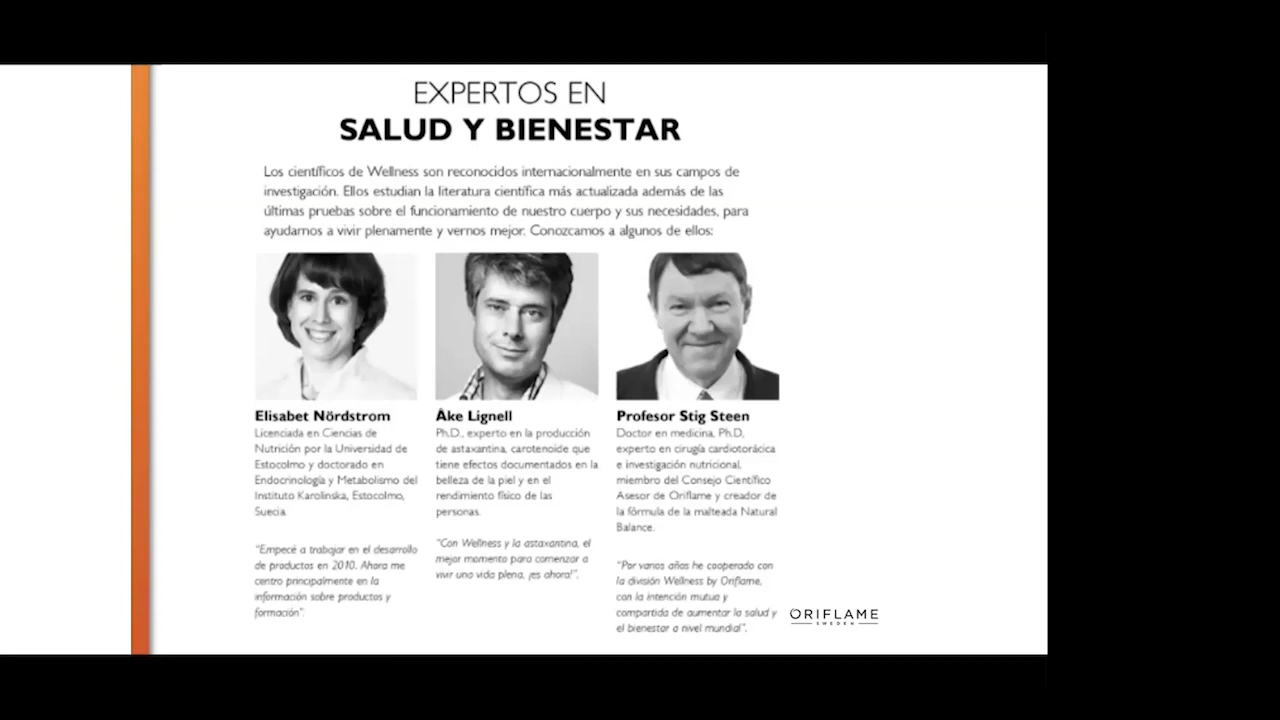 EXPERTOS EN
SALUD Y BIENESTAR
Los científicos de Wellness son reconocidos internacionalmente en sus campos de
investigación. Ellos estudian la literatura científica más actualizada además de las
últimas pruebas sobre el funcionamiento de nuestro cuerpo y sus necesidades, para
ayudarnos a vivir plenamente y vernos mejor. Conozcamos a algunos de ellos:
Elisabet Nördstrom
Licenciada en Ciencias de
Nutrición por la Universidad de
Estocolmo y doctorado en
Endocrinología y Metabolismo del
Instituto Karolinska, Estocolmo,
Suecia.
"Empecé a trabajar en el desarrollo
de productos en 2010. Ahora me
centro principalmente en la
información sobre productos y
formación".
Åke Lignell
Ph.D., experto en la producción
de astaxantina, carotenoide que
tiene efectos documentados en la
belleza de la piel y en el
rendimiento físico de las
personas.
"Con Wellness y la astaxantina, el
mejor momento para comenzar a
vivir una vida plena, ¡es ahora!".
Profesor Stig Steen
Doctor en medicina, Ph.D,
experto en cirugía cardiotorácica
e investigación nutricional,
miembro del Consejo Científico
Asesor de Oriflame y creador de
la fórmula de la malteada Natural
Balance.
"Por varios años he cooperado con
la división Wellness by Oriflame,
con la intención mutua y
compartida de aumentar la salud y
el bienestar a nivel mundial".
ORIFLAME
SWEDEN